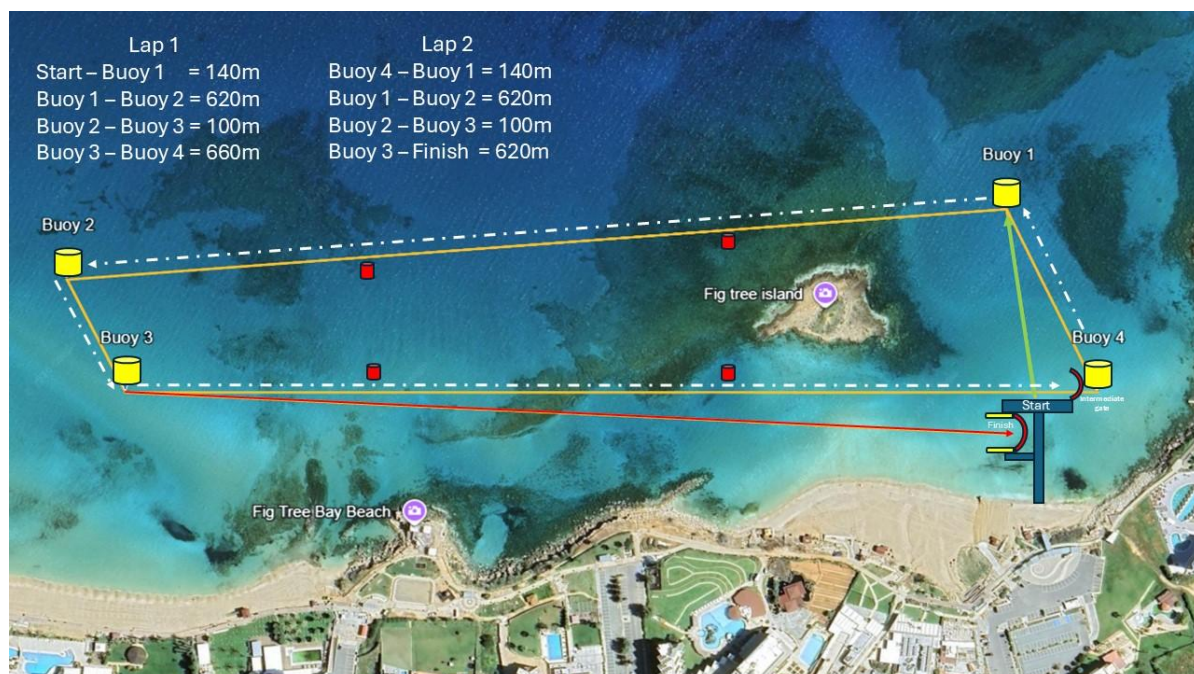 Lap 1
Start – Buoy 1 = 140m
Buoy 1 – Buoy 2 = 620m
Buoy 2 – Buoy 3 = 100m
Buoy 3 – Buoy 4 = 660m
Lap 2
Buoy 4 – Buoy 1 = 140m
Buoy 1 – Buoy 2 = 620m
Buoy 2 – Buoy 3 = 100m
Buoy 3 – Finish = 620m
Buoy 1
Buoy 2
Fig tree island
Buoy 3
Buoy 4
Intermediate
gate
Start
Finish
Fig Tree Bay Beach